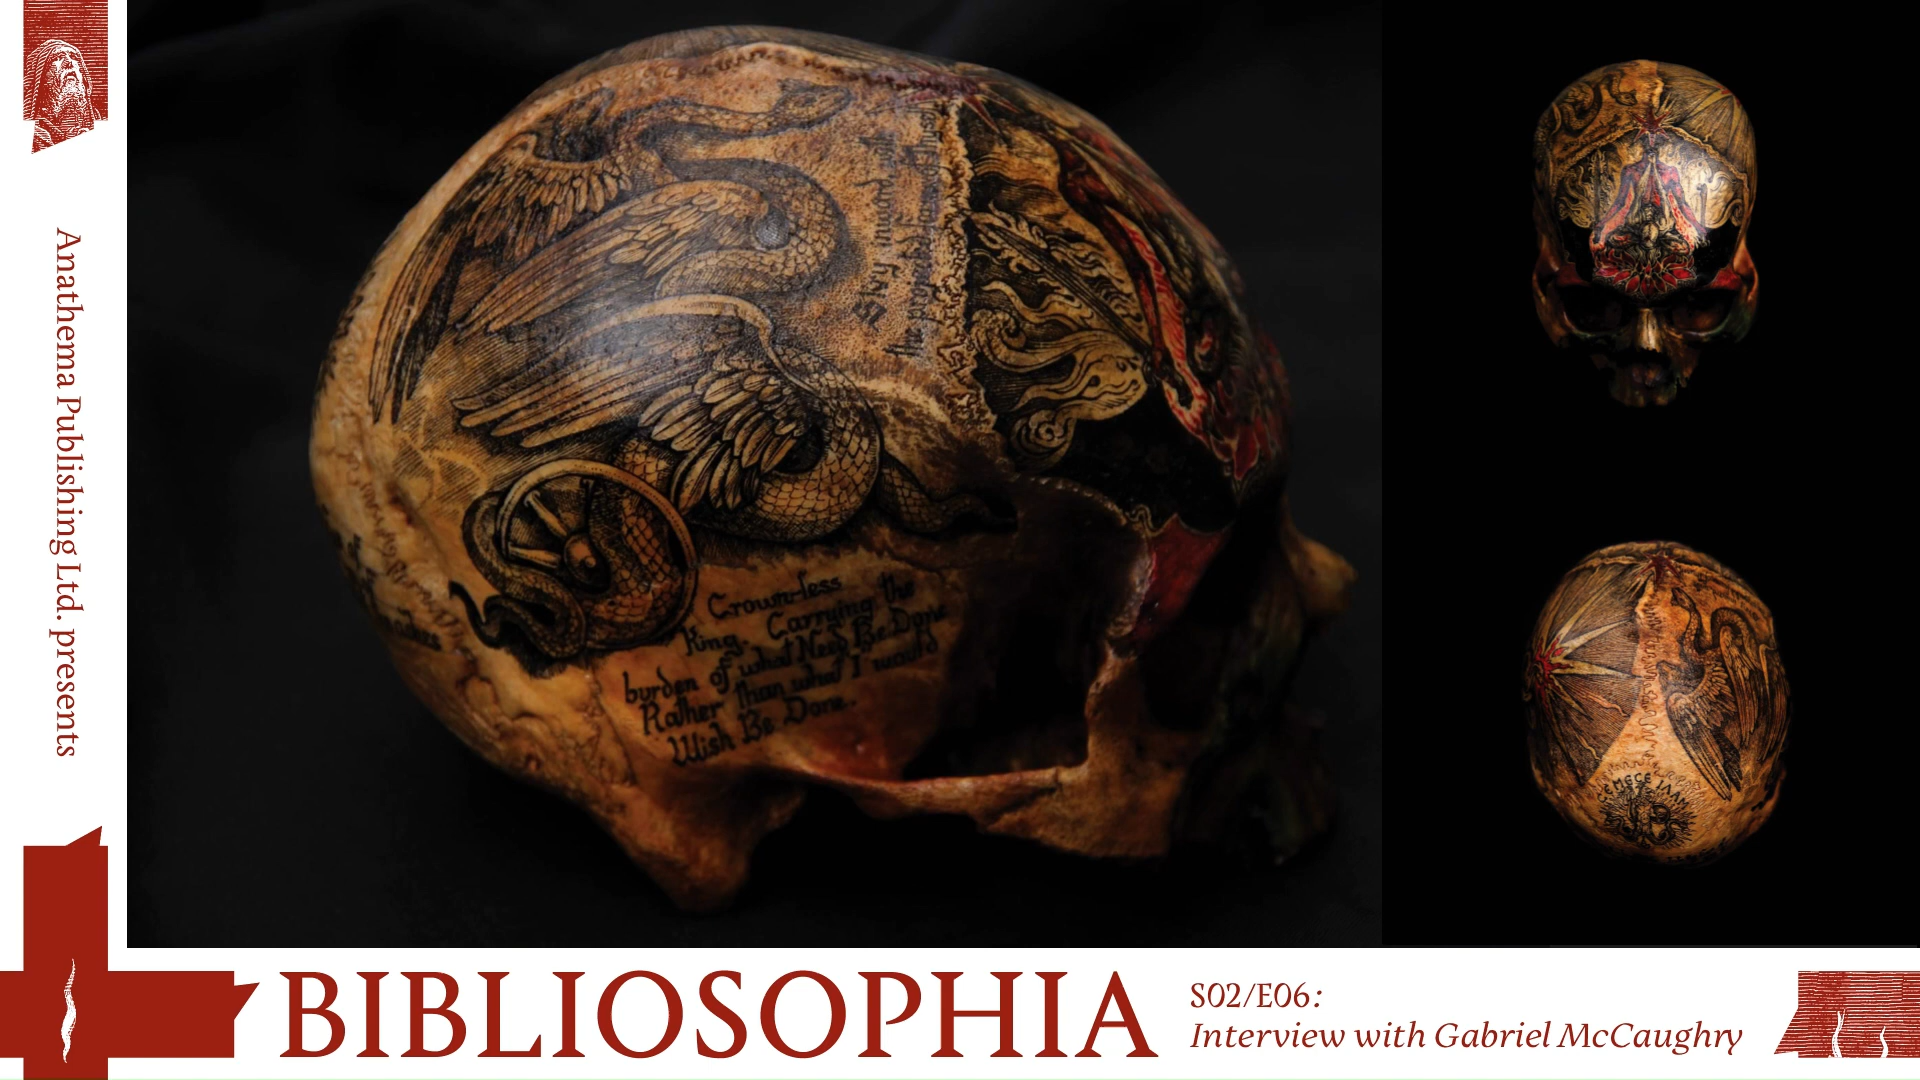 Anathema Publishing Ltd. presents
Crown-less
King. Carrying the
burden of what Need Be Done
Rather than what I would
Wish Be Done..
BIBLIOSOPHIA
S02/E06:
Interview with Gabriel McCaughry